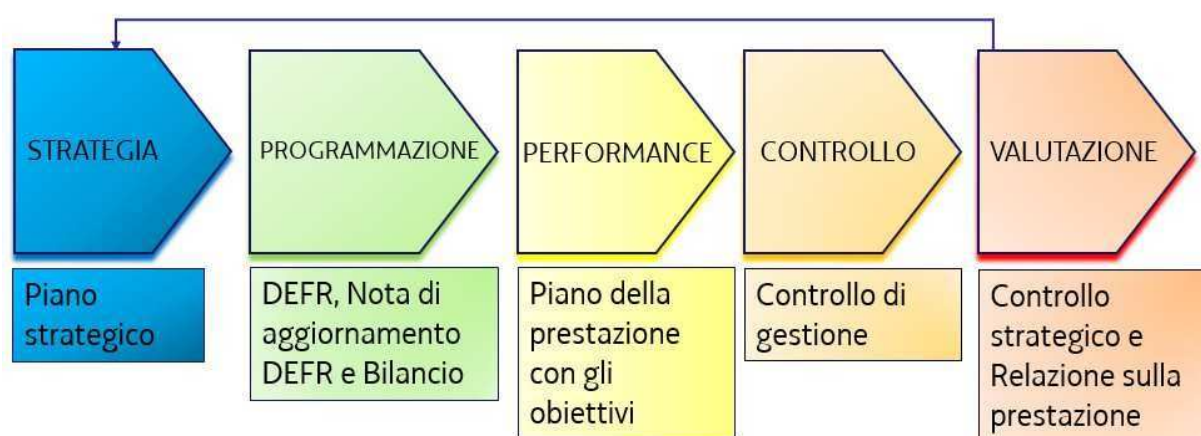 STRATEGIA
PROGRAMMAZIONE
PERFORMANCE
CONTROLLO
VALUTAZIONE
Piano
strategico
DEFR, Nota di
aggiornamento
DEFR e Bilancio
Piano della
prestazione
con gli
obiettivi
Controllo di
gestione
Controllo
strategico e
Relazione sulla
prestazione